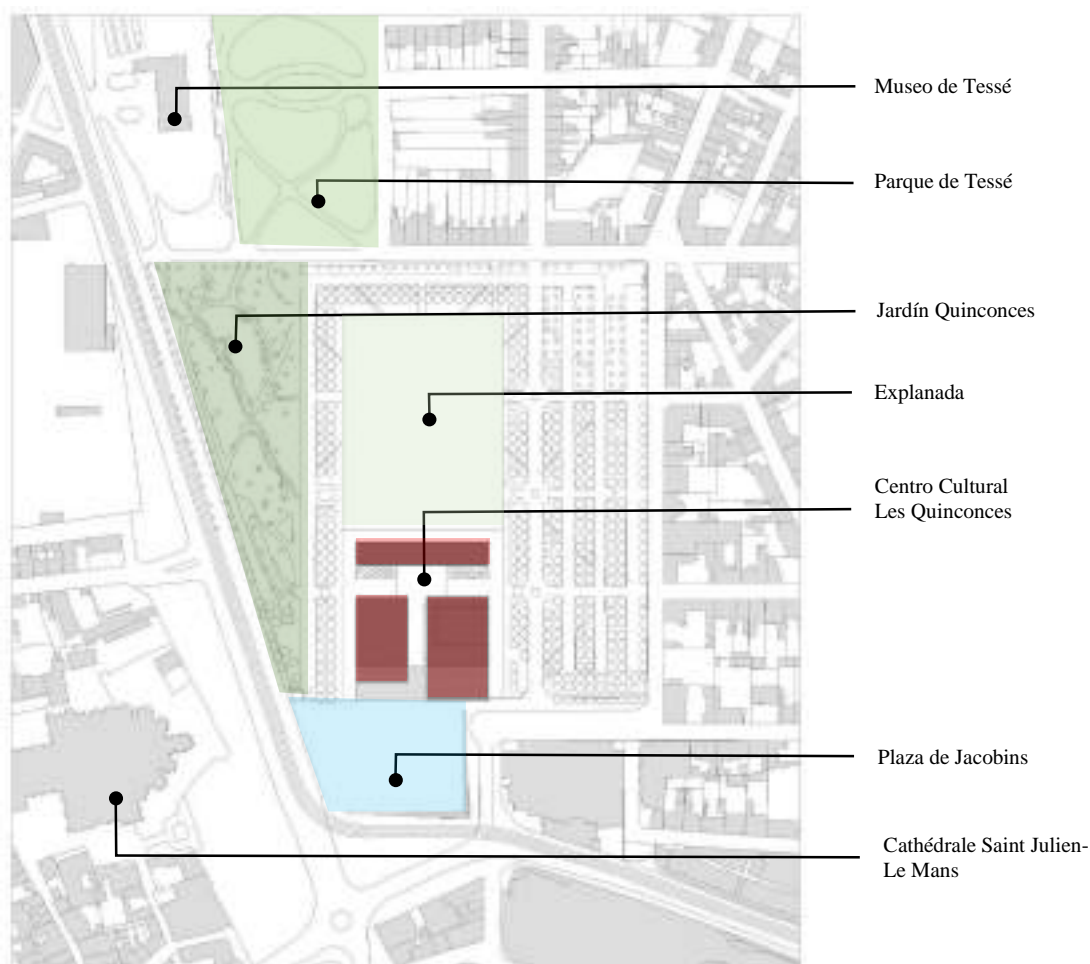 Museo de Tessé
Parque de Tessé
Jardín Quinconces
Explanada
Centro Cultural
Les Quinconces
Plaza de Jacobins
Cathédrale Saint Julien-
Le Mans